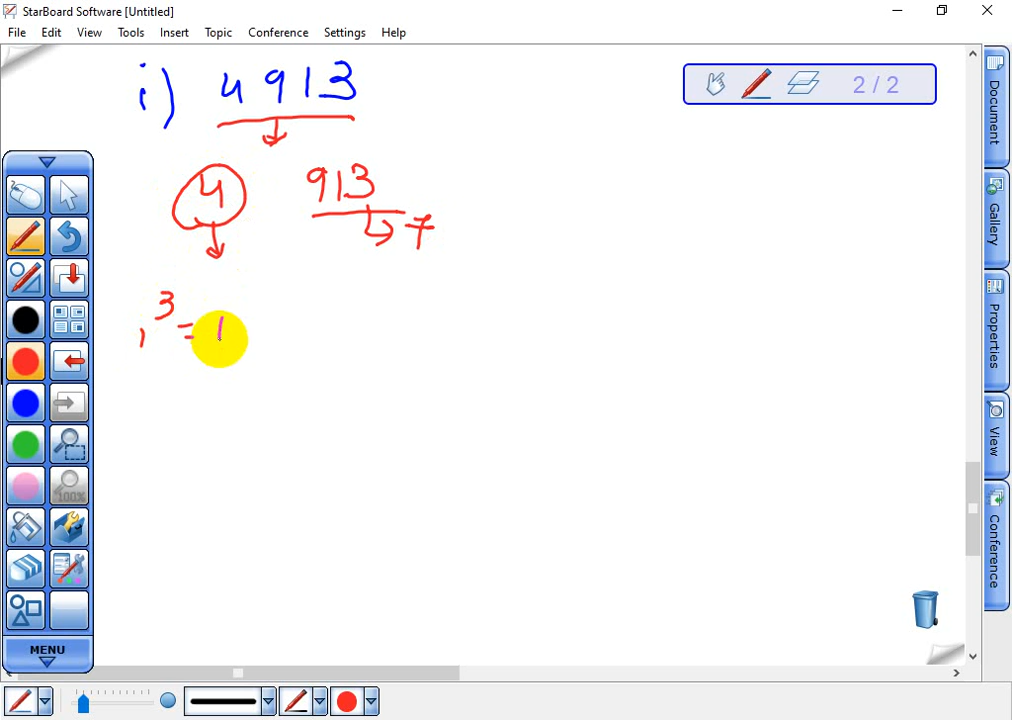 StarBoard Software [Untitled]
File Edit View Tools Insert Topic Conference Settings Help
i) 4913
2 / 2
4 913
7
1³ = 1
Document
Gallery
Properties
View
Conference
100%
MENU